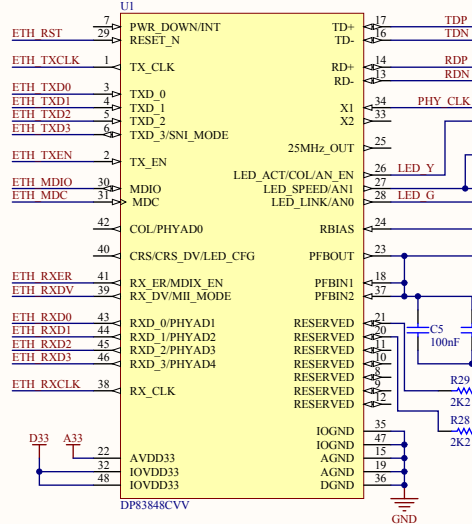 U1
7 PWR_DOWN/INT TD+ 17 TDP
ETH_RST 29 RESET_N TD- 16 TDN
ETH_TXCLK 1 TX_CLK RD+ 14 RDP
RD- 13 RDN
ETH_TXD0 3 TXD_0
ETH_TXD1 4 TXD_1 X1 34 PHY_CLK
ETH_TXD2 5 TXD_2 X2 33
ETH_TXD3 6 TXD_3/SNI_MODE
25MHz_OUT 25
ETH_TXEN 2 TX_EN
LED_ACT/COL/AN_EN 26 LED_Y
ETH_MDIO 30 MDIO LED_SPEED/AN1 27
ETH_MDC 31 MDC LED_LINK/AN0 28 LED_G
42 COL/PHYAD0 RBIAS 24
40 CRS/CRS_DV/LED_CFG PFBOUT 23
ETH_RXER 41 RX_ER/MDIX_EN PFBIN1 18
ETH_RXDV 39 RX_DV/MII_MODE PFBIN2 37
ETH_RXD0 43 RXD_0/PHYAD1 RESERVED 21
ETH_RXD1 44 RXD_1/PHYAD2 RESERVED 20
C5
100nF
ETH_RXD2 45 RXD_2/PHYAD3 RESERVED 11
ETH_RXD3 46 RXD_3/PHYAD4 RESERVED 10
RESERVED 8
ETH_RXCLK 38 RX_CLK RESERVED 9
RESERVED 12
R29
2K2
R28
2K2
IOGND 35
D33 A33 IOGND 47
22 AVDD33 AGND 15
32 IOVDD33 AGND 19
48 IOVDD33 DGND 36
DP83848CVV
GND